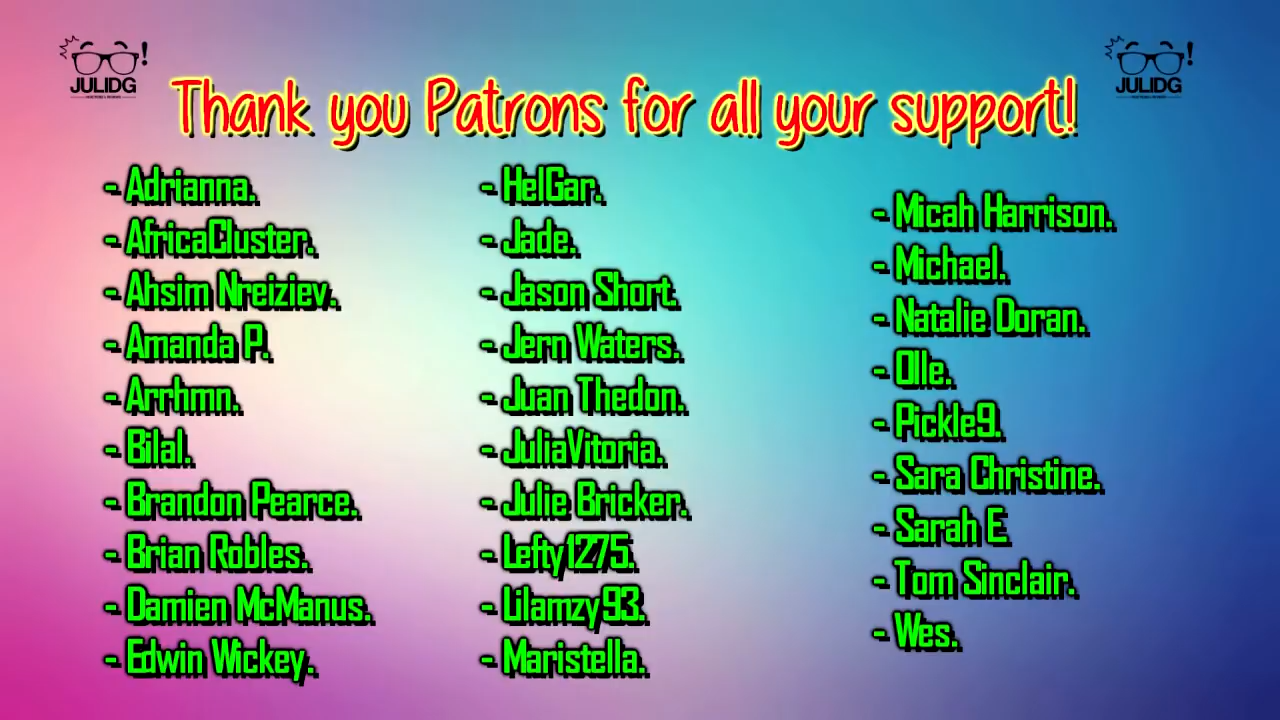 JULIDG
JULIDG
Thank you Patrons for all your support!
- Adrianna.
- AfricaCluster.
- Ahsim Nreiziev.
- Amanda P.
- Arrhmn.
- Bilal.
- Brandon Pearce.
- Brian Robles.
- Damien McManus.
- Edwin Wickey.
- HelGar.
- Jade.
- Jason Short.
- Jern Waters.
- Juan Thedon.
- JuliaVitoria.
- Julie Bricker.
- Lefty1275.
- Lilamzy93.
- Maristella.
- Micah Harrison.
- Michael.
- Natalie Doran.
- Olle.
- Pickle9.
- Sara Christine.
- Sarah E.
- Tom Sinclair.
- Wes.